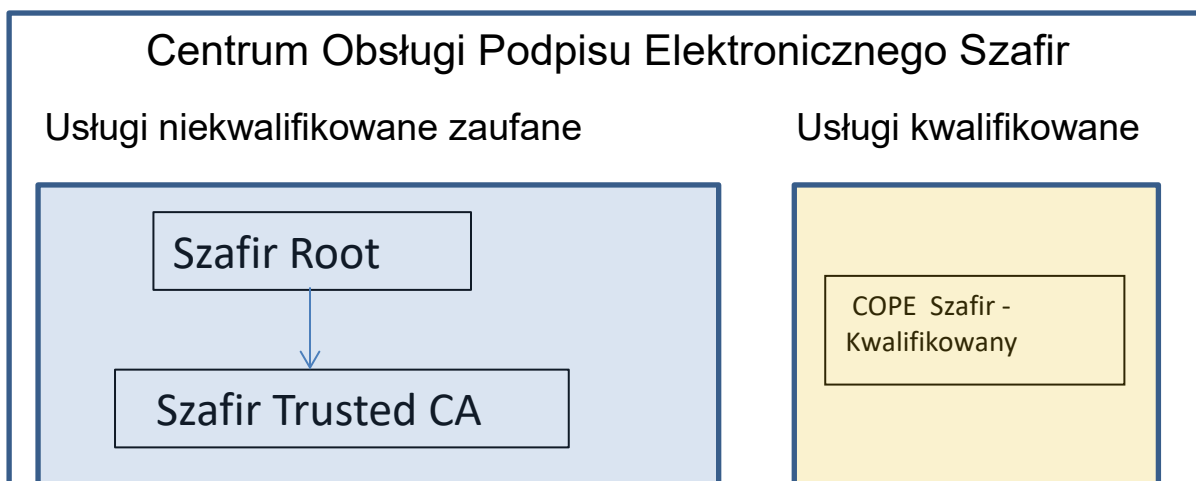 Centrum Obsługi Podpisu Elektronicznego Szafir
Usługi niekwalifikowane zaufane
Usługi kwalifikowane
Szafir Root
Szafir Trusted CA
COPE Szafir -
Kwalifikowany